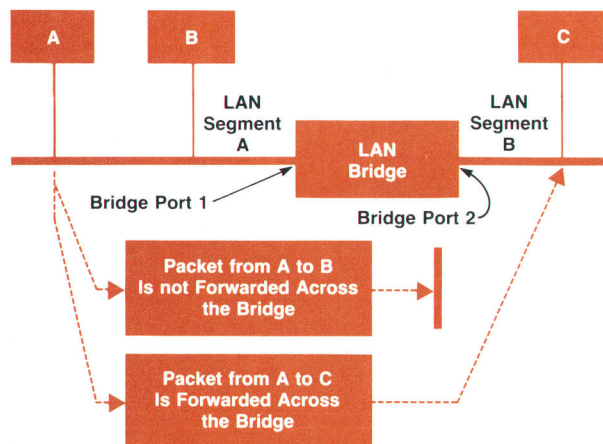 A
B
C
LAN
Segment
A
LAN
Bridge
LAN
Segment
B
Bridge Port 1
Bridge Port 2
Packet from A to B
Is not Forwarded Across
the Bridge
Packet from A to C
Is Forwarded Across
the Bridge